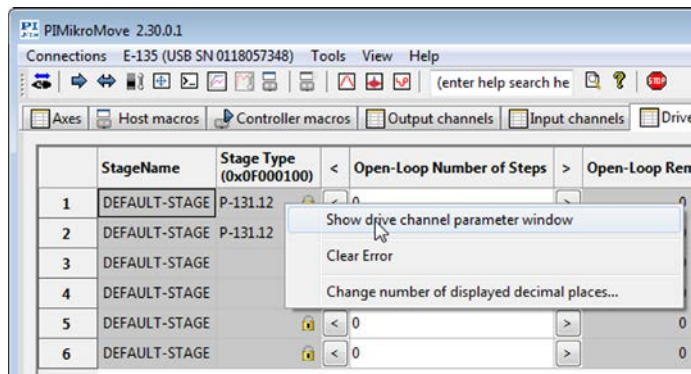 PI PIMikroMove 2.30.0.1
Connections E-135 (USB SN 0118057348) Tools View Help
(enter help search he
STOP
Axes Host macros Controller macros Output channels Input channels Drive
StageName Stage Type (0x0F000100) < Open-Loop Number of Steps > Open-Loop Rem
1 DEFAULT-STAGE P-131.12 < 0 > 0
2 DEFAULT-STAGE P-131.12
3 DEFAULT-STAGE
4 DEFAULT-STAGE
5 DEFAULT-STAGE < 0 > 0
6 DEFAULT-STAGE < 0 > 0
Show drive channel parameter window
Clear Error
Change number of displayed decimal places...